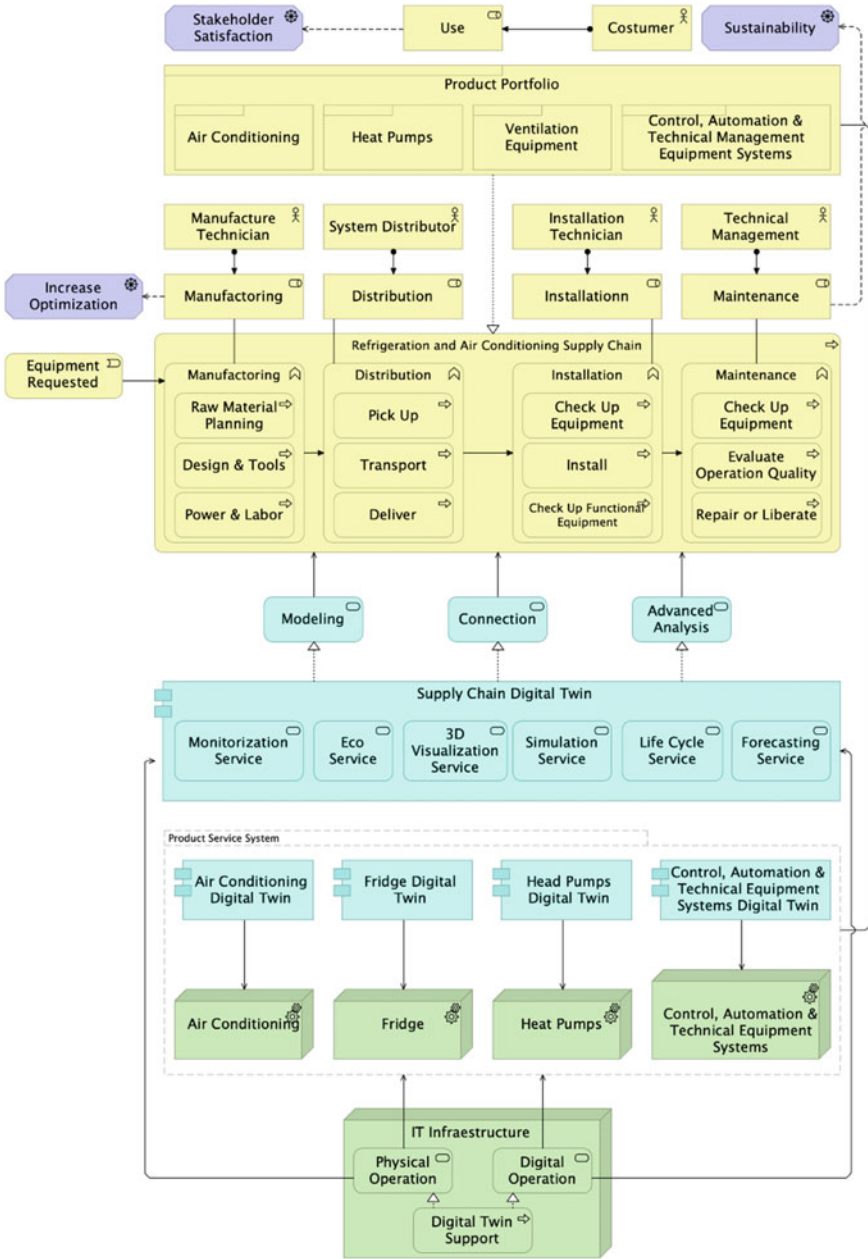 Stakeholder
Satisfaction
Use
Costumer
Sustainability
Product Portfolio
Air Conditioning
Heat Pumps
Ventilation
Equipment
Control, Automation &
Technical Management
Equipment Systems
Manufacture
Technician
System Distributor
Installation
Technician
Technical
Management
Increase
Optimization
Manufactoring
Distribution
Installationn
Maintenance
Refrigeration and Air Conditioning Supply Chain
Equipment
Requested
Manufactoring
Raw Material
Planning
Design & Tools
Power & Labor
Distribution
Pick Up
Transport
Deliver
Installation
Check Up
Equipment
Install
Check Up Functional
Equipment
Maintenance
Check Up
Equipment
Evaluate
Operation Quality
Repair or Liberate
Modeling
Connection
Advanced
Analysis
Supply Chain Digital Twin
Monitorization
Service
Eco
Service
3D
Visualization
Service
Simulation
Service
Life Cycle
Service
Forecasting
Service
Product Service System
Air Conditioning
Digital Twin
Fridge Digital
Twin
Head Pumps
Digital Twin
Control, Automation &
Technical Equipment
Systems Digital Twin
Air Conditioning
Fridge
Heat Pumps
Control, Automation &
Technical Equipment
Systems
IT Infraestructure
Physical
Operation
Digital
Operation
Digital Twin
Support